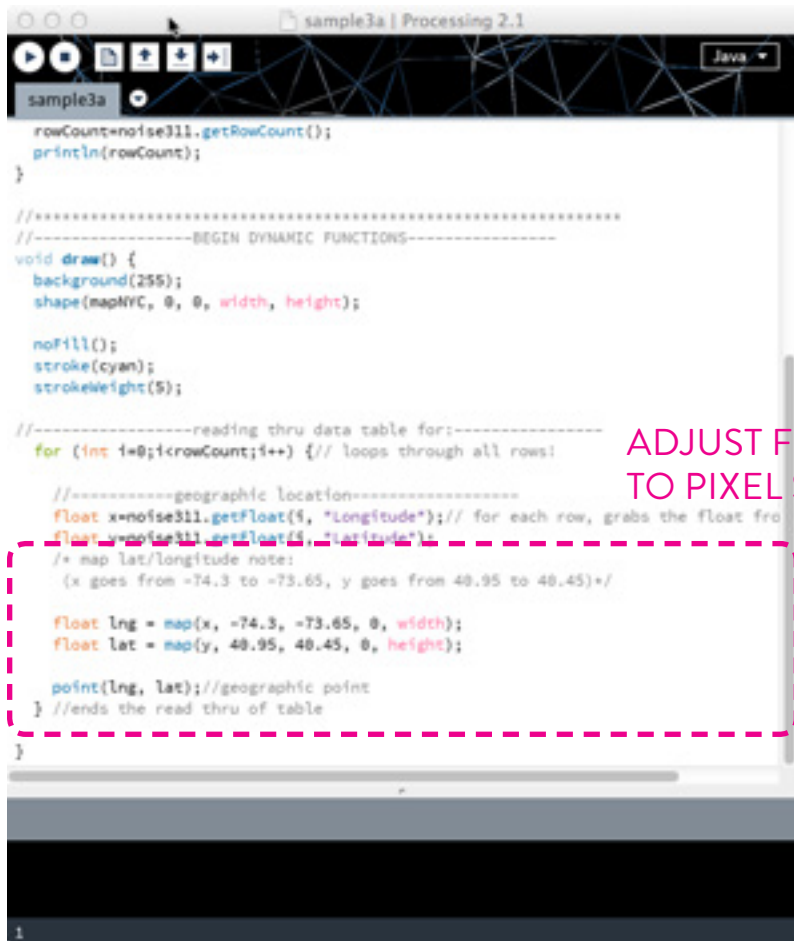 sample3a | Processing 2.1
Java
sample3a
rowCount=noise311.getRowCount();
println(rowCount);
}
//****************************************************************
//-----------------BEGIN DYNAMIC FUNCTIONS----------------
void draw() {
background(255);
shape(mapNYC, 0, 0, width, height);
noFill();
stroke(cyan);
strokeWeight(5);
//-----------------reading thru data table for:----------------
for (int i=0;i<rowCount;i++) {// loops through all rows!
ADJUST F
TO PIXEL
//-----------geographic location------------------
float x=noise311.getFloat(i, "Longitude");// for each row, grabs the float fro
float y=noise311.getFloat(i, "Latitude");
/* map lat/longitude note:
(x goes from -74.3 to -73.65, y goes from 40.95 to 40.45)*/
float lng = map(x, -74.3, -73.65, 0, width);
float lat = map(y, 40.95, 40.45, 0, height);
point(lng, lat);//geographic point
} //ends the read thru of table
}
1